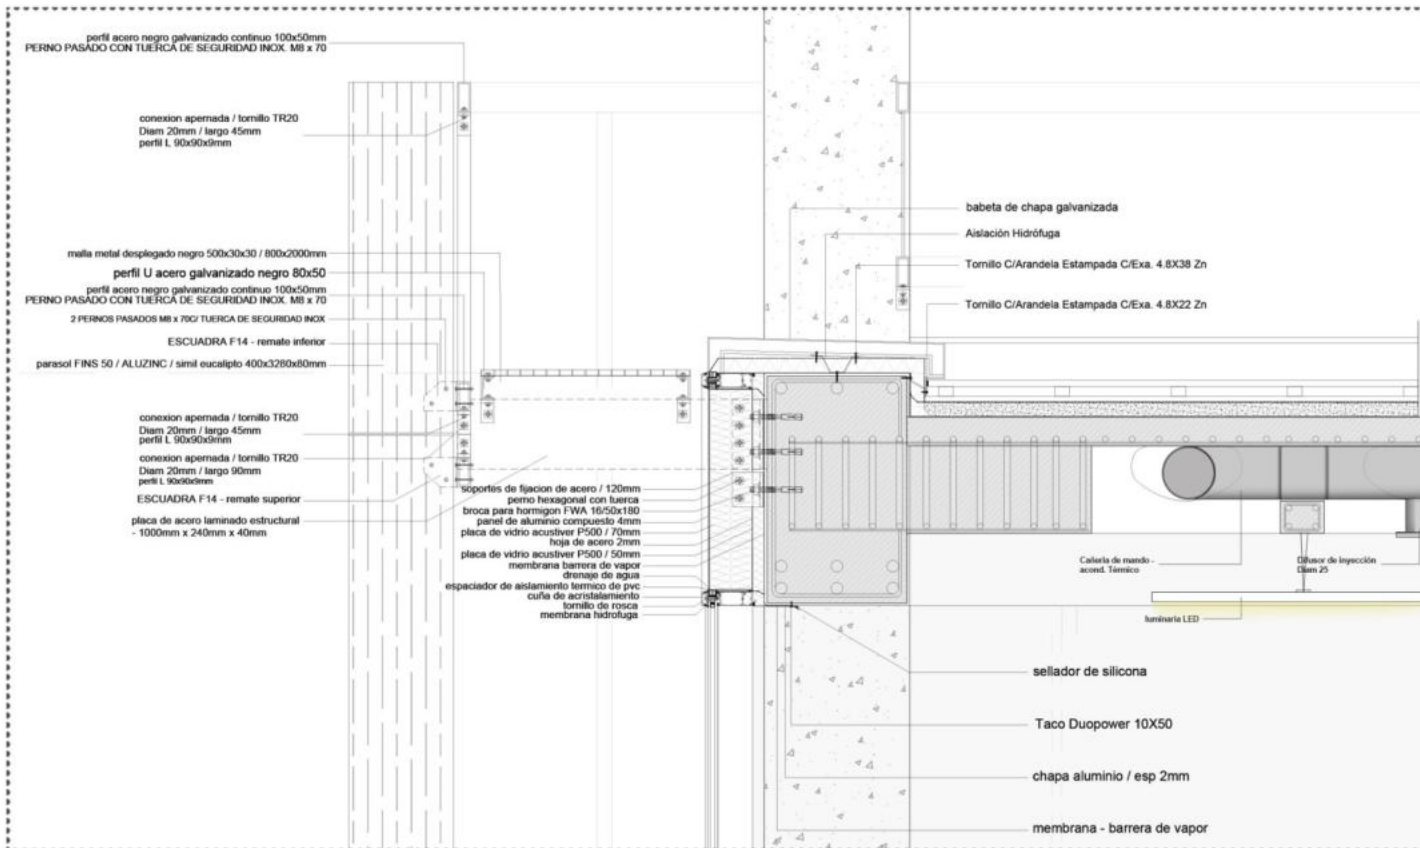 perfil acero negro galvanizado continuo 100x50mm
PERNO PASADO CON TUERCA DE SEGURIDAD INOX. M8 x 70
conexion apernada / tornillo TR20
Diam 20mm / largo 45mm
perfil L 90x90x9mm
malla metal desplegado negro 500x30x30 / 800x2000mm
perfil U acero galvanizado negro 80x50
perfil acero negro galvanizado continuo 100x50mm
PERNO PASADO CON TUERCA DE SEGURIDAD INOX. M8 x 70
2 PERNOS PASADOS M8 x 70C/ TUERCA DE SEGURIDAD INOX
ESCUADRA F14 - remate inferior
parasol FINS 50 / ALUZINC / simil eucalipto 400x3280x80mm
conexion apernada / tornillo TR20
Diam 20mm / largo 45mm
perfil L 90x90x9mm
conexion apernada / tornillo TR20
Diam 20mm / largo 90mm
perfil L 90x90x9mm
ESCUADRA F14 - remate superior
placa de acero laminado estructural
- 1000mm x 240mm x 40mm
soportes de fijacion de acero / 120mm
perno hexagonal con tuerca
broca para hormigon FWA 16/50x180
panel de aluminio compuesto 4mm
placa de vidrio acustiver P500 / 70mm
hoja de acero 2mm
placa de vidrio acustiver P500 / 50mm
membrana barrera de vapor
drenaje de agua
espaciador de aislamiento termico de pvc
cuña de acristalamiento
tornillo de rosca
membrana hidrofuga
babeta de chapa galvanizada
Aislación Hidrófuga
Tornillo C/Arandela Estampada C/Exa. 4.8X38 Zn
Tornillo C/Arandela Estampada C/Exa. 4.8X22 Zn
Cañería de mando -
acond. Térmico
Difusor de inyección
Diam 25
luminaria LED
sellador de silicona
Taco Duopower 10X50
chapa aluminio / esp 2mm
membrana - barrera de vapor